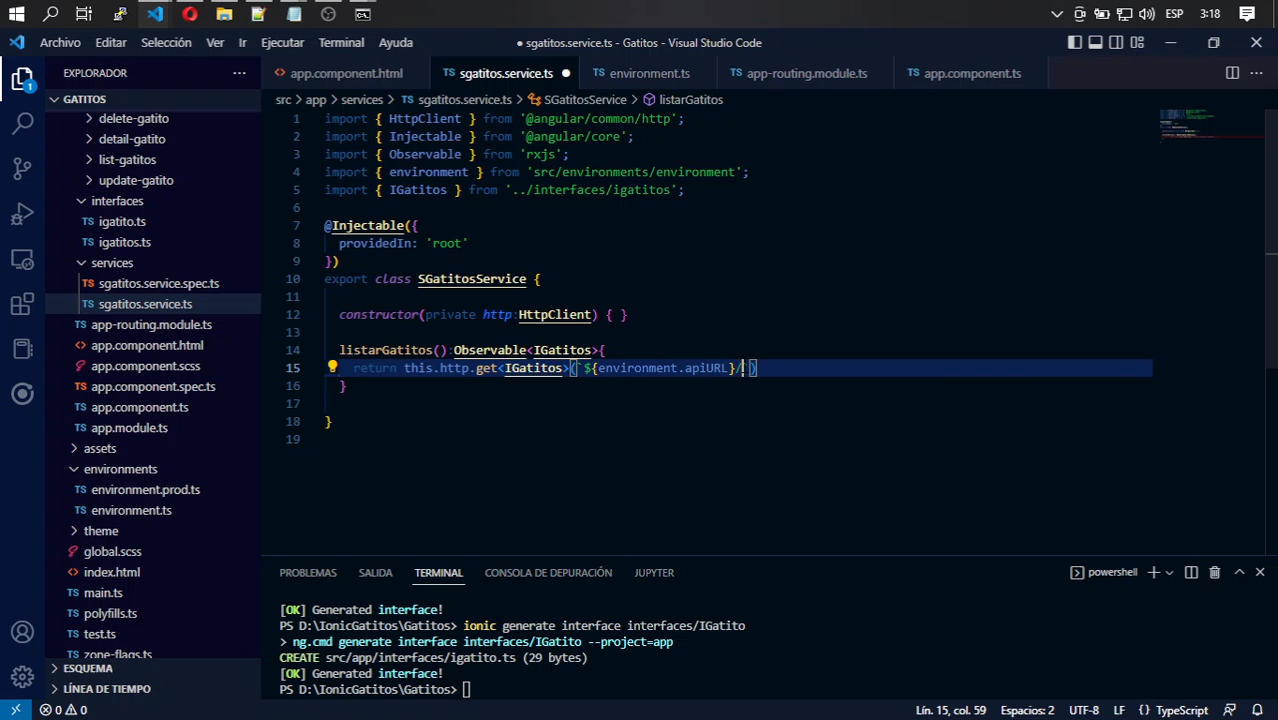 ESP 3:18
Archivo Editar Selección Ver Ir Ejecutar Terminal Ayuda ● sgatitos.service.ts - Gatitos - Visual Studio Code
EXPLORADOR ···
<> app.component.html TS sgatitos.service.ts ● TS environment.ts TS app-routing.module.ts TS app.component.ts ···
GATITOS
src > app > services > TS sgatitos.service.ts > SGatitosService > listarGatitos
delete-gatito
detail-gatito
list-gatitos
update-gatito
interfaces
TS igatito.ts
TS igatitos.ts
services
TS sgatitos.service.spec.ts
TS sgatitos.service.ts
TS app-routing.module.ts
<> app.component.html
app.component.scss
TS app.component.spec.ts
TS app.component.ts
TS app.module.ts
assets
environments
TS environment.prod.ts
TS environment.ts
theme
global.scss
<> index.html
TS main.ts
TS polyfills.ts
TS test.ts
TS zone-flags.ts
ESQUEMA
LÍNEA DE TIEMPO
1 import { HttpClient } from '@angular/common/http';
2 import { Injectable } from '@angular/core';
3 import { Observable } from 'rxjs';
4 import { environment } from 'src/environments/environment';
5 import { IGatitos } from '../interfaces/igatitos';
6
7 @Injectable({
8 providedIn: 'root'
9 })
10 export class SGatitosService {
11
12 constructor(private http:HttpClient) { }
13
14 listarGatitos():Observable<IGatitos>{
15 return this.http.get<IGatitos>(`${environment.apiURL}/`)
16 }
17
18 }
19
PROBLEMAS SALIDA TERMINAL CONSOLA DE DEPURACIÓN JUPYTER powershell
[OK] Generated interface!
PS D:\IonicGatitos\Gatitos> ionic generate interface interfaces/IGatito
> ng.cmd generate interface interfaces/IGatito --project=app
CREATE src/app/interfaces/igatito.ts (29 bytes)
[OK] Generated interface!
PS D:\IonicGatitos\Gatitos>
0 0 Lín. 15, col. 59 Espacios: 2 UTF-8 LF {} TypeScript